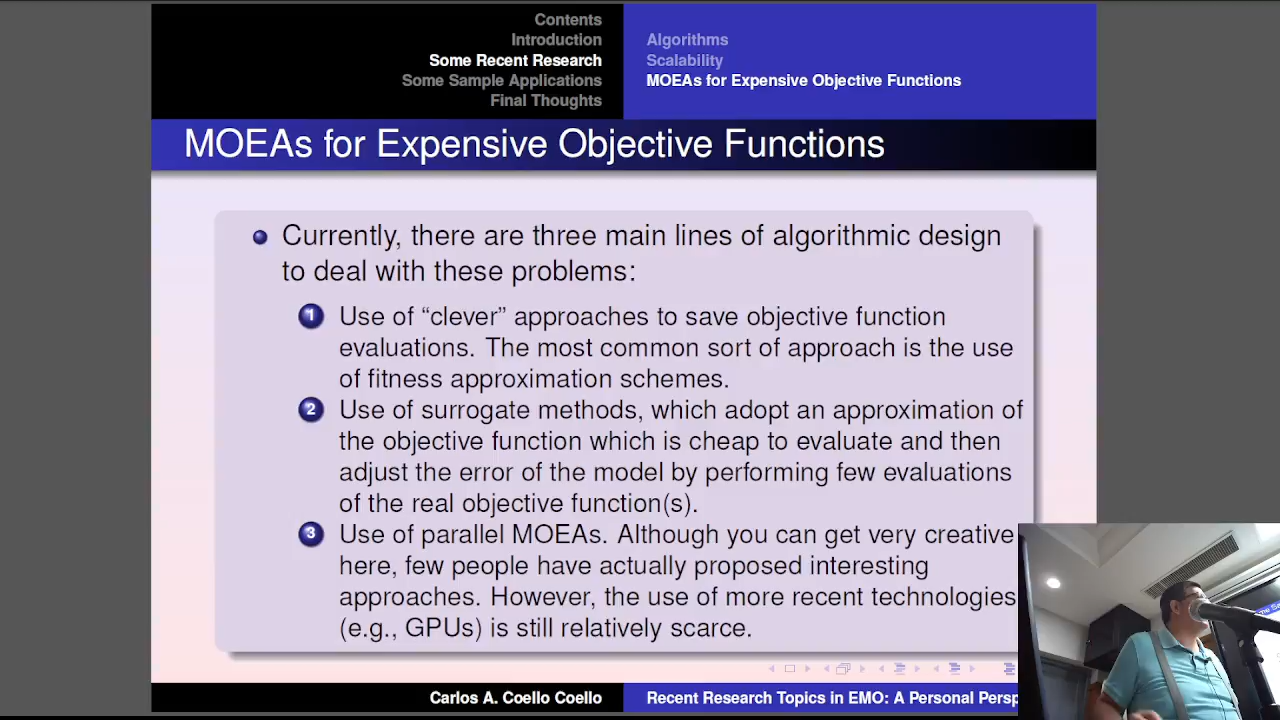 Contents
Introduction
Some Recent Research
Some Sample Applications
Final Thoughts
Algorithms
Scalability
MOEAs for Expensive Objective Functions
MOEAs for Expensive Objective Functions
Currently, there are three main lines of algorithmic design
to deal with these problems:
1 Use of “clever” approaches to save objective function
evaluations. The most common sort of approach is the use
of fitness approximation schemes.
2 Use of surrogate methods, which adopt an approximation of
the objective function which is cheap to evaluate and then
adjust the error of the model by performing few evaluations
of the real objective function(s).
3 Use of parallel MOEAs. Although you can get very creative
here, few people have actually proposed interesting
approaches. However, the use of more recent technologies
(e.g., GPUs) is still relatively scarce.
Carlos A. Coello Coello
Recent Research Topics in EMO: A Personal Persp